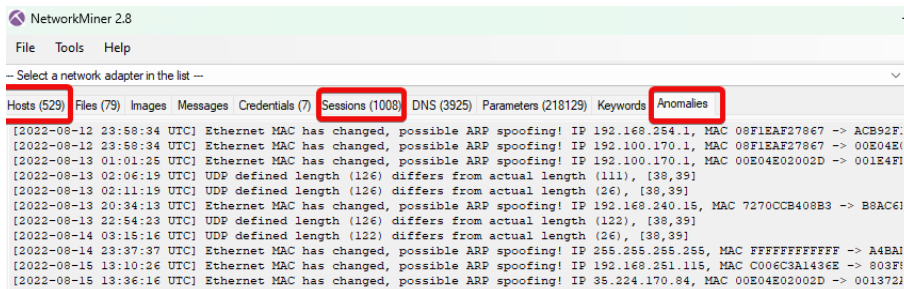 NetworkMiner 2.8
File Tools Help
--- Select a network adapter in the list ---
Hosts (529) Files (79) Images Messages Credentials (7) Sessions (1008) DNS (3925) Parameters (218129) Keywords Anomalies
[2022-08-12 23:58:34 UTC] Ethernet MAC has changed, possible ARP spoofing! IP 192.168.254.1, MAC 08F1EAF27867 -> ACB92F
[2022-08-12 23:58:34 UTC] Ethernet MAC has changed, possible ARP spoofing! IP 192.100.170.1, MAC 08F1EAF27867 -> 00E04E
[2022-08-13 01:01:25 UTC] Ethernet MAC has changed, possible ARP spoofing! IP 192.100.170.1, MAC 00E04E02002D -> 001E4F
[2022-08-13 02:06:19 UTC] UDP defined length (126) differs from actual length (111), [38,39]
[2022-08-13 02:11:19 UTC] UDP defined length (126) differs from actual length (26), [38,39]
[2022-08-13 20:34:13 UTC] Ethernet MAC has changed, possible ARP spoofing! IP 192.168.240.15, MAC 7270CCB408B3 -> B8AC6
[2022-08-13 22:54:23 UTC] UDP defined length (126) differs from actual length (122), [38,39]
[2022-08-14 03:15:16 UTC] UDP defined length (122) differs from actual length (26), [38,39]
[2022-08-14 23:37:37 UTC] Ethernet MAC has changed, possible ARP spoofing! IP 255.255.255.255, MAC FFFFFFFFFFFF -> A4BA
[2022-08-15 13:10:26 UTC] Ethernet MAC has changed, possible ARP spoofing! IP 192.168.251.115, MAC C006C3A1436E -> 803F
[2022-08-15 13:36:16 UTC] Ethernet MAC has changed, possible ARP spoofing! IP 35.224.170.84, MAC 00E04E02002D -> 001372